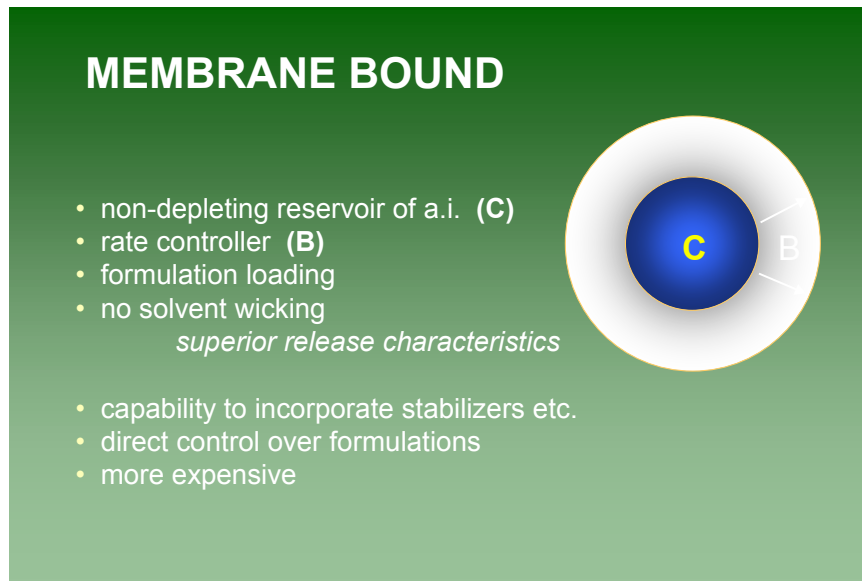 MEMBRANE BOUND
• non-depleting reservoir of a.i. (C)
• rate controller (B)
• formulation loading
• no solvent wicking
superior release characteristics
• capability to incorporate stabilizers etc.
• direct control over formulations
• more expensive
C
B